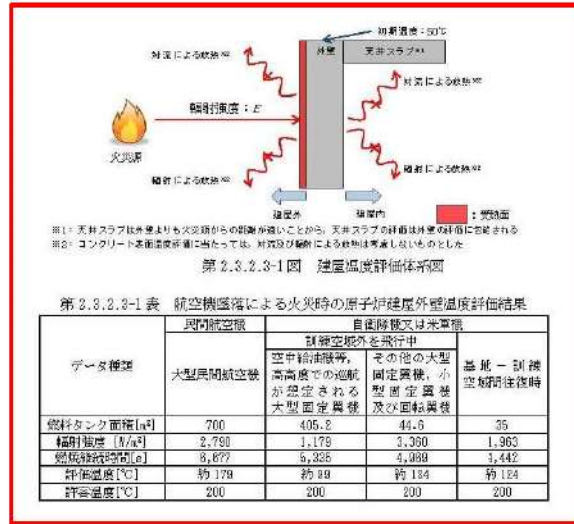 初期温度:50℃
外壁
天井スラブ※1
対流による放熱※2
対流による放熱※2
輻射強度:E
火災源
輻射による放熱※2
輻射による放熱※2
建屋外
建屋内
:受熱面
※1: 天井スラブは外壁よりも火災源からの距離が遠いことから、天井スラブの評価は外壁の評価に包絡される
※2: コンクリート表面温度評価に当たっては、対流及び輻射による放熱は考慮しないものとした
第2.3.2.3-1図 建屋温度評価体系図
第2.3.2.3-1表 航空機墜落による火災時の原子炉建屋外壁温度評価結果
データ種類
民間航空機
自衛隊機又は米軍機
訓練空域外を飛行中
大型民間航空機
空中給油機等,
高高度での巡航
が想定される
大型固定翼機
その他の大型
固定翼機,小
型固定翼機
及び回転翼機
基地-訓練
空域間往復時
燃料タンク面積[m²] 700 405.2 44.6 35
輻射強度 [W/m²] 2,790 1,179 3,360 1,963
燃焼継続時間[s]
評価温度[℃] 約179 約99 約184 約124
許容温度[℃] 200 200 200 200